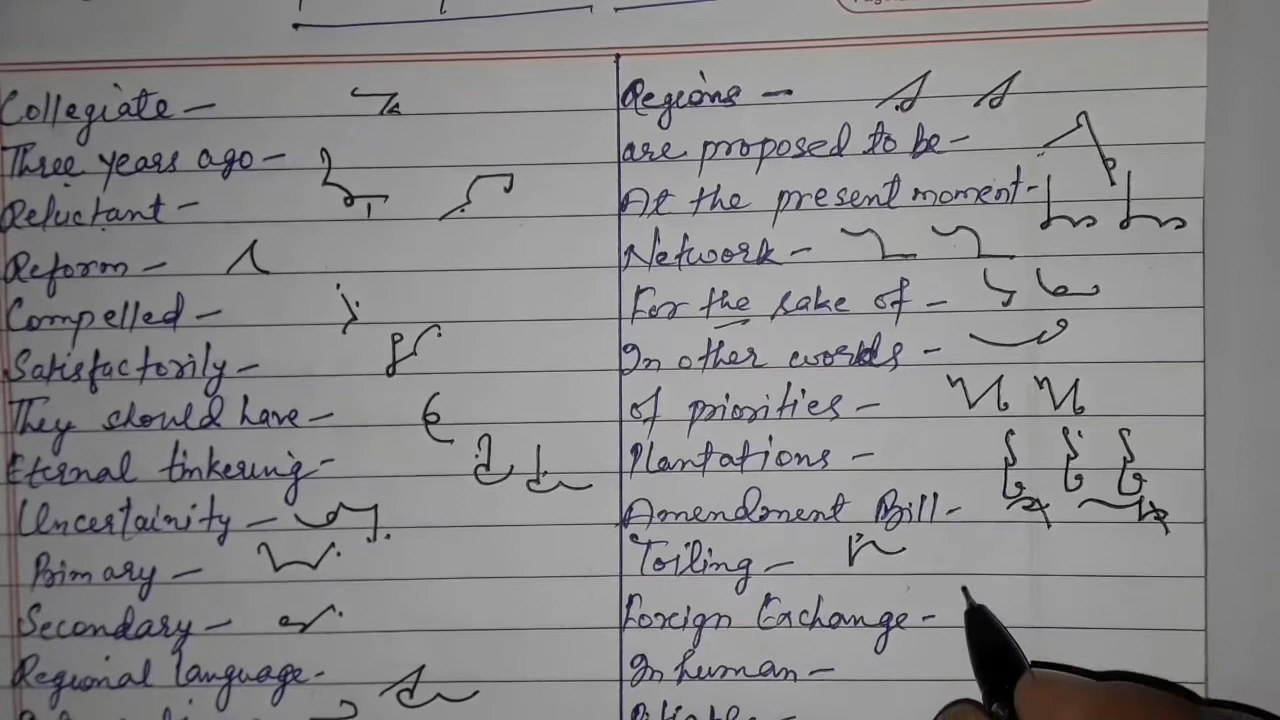 Collegiate -
Three years ago -
Reluctant -
Reform -
Compelled -
Satisfactorily -
They should have -
Eternal tinkering -
Uncertainity -
Primary -
Secondary -
Regional language -
Regions -
are proposed to be -
At the present moment -
Network -
For the sake of -
In other words -
of priorities -
Plantations -
Amendment Bill -
Toiling -
Foreign Exchange -
Inhuman -